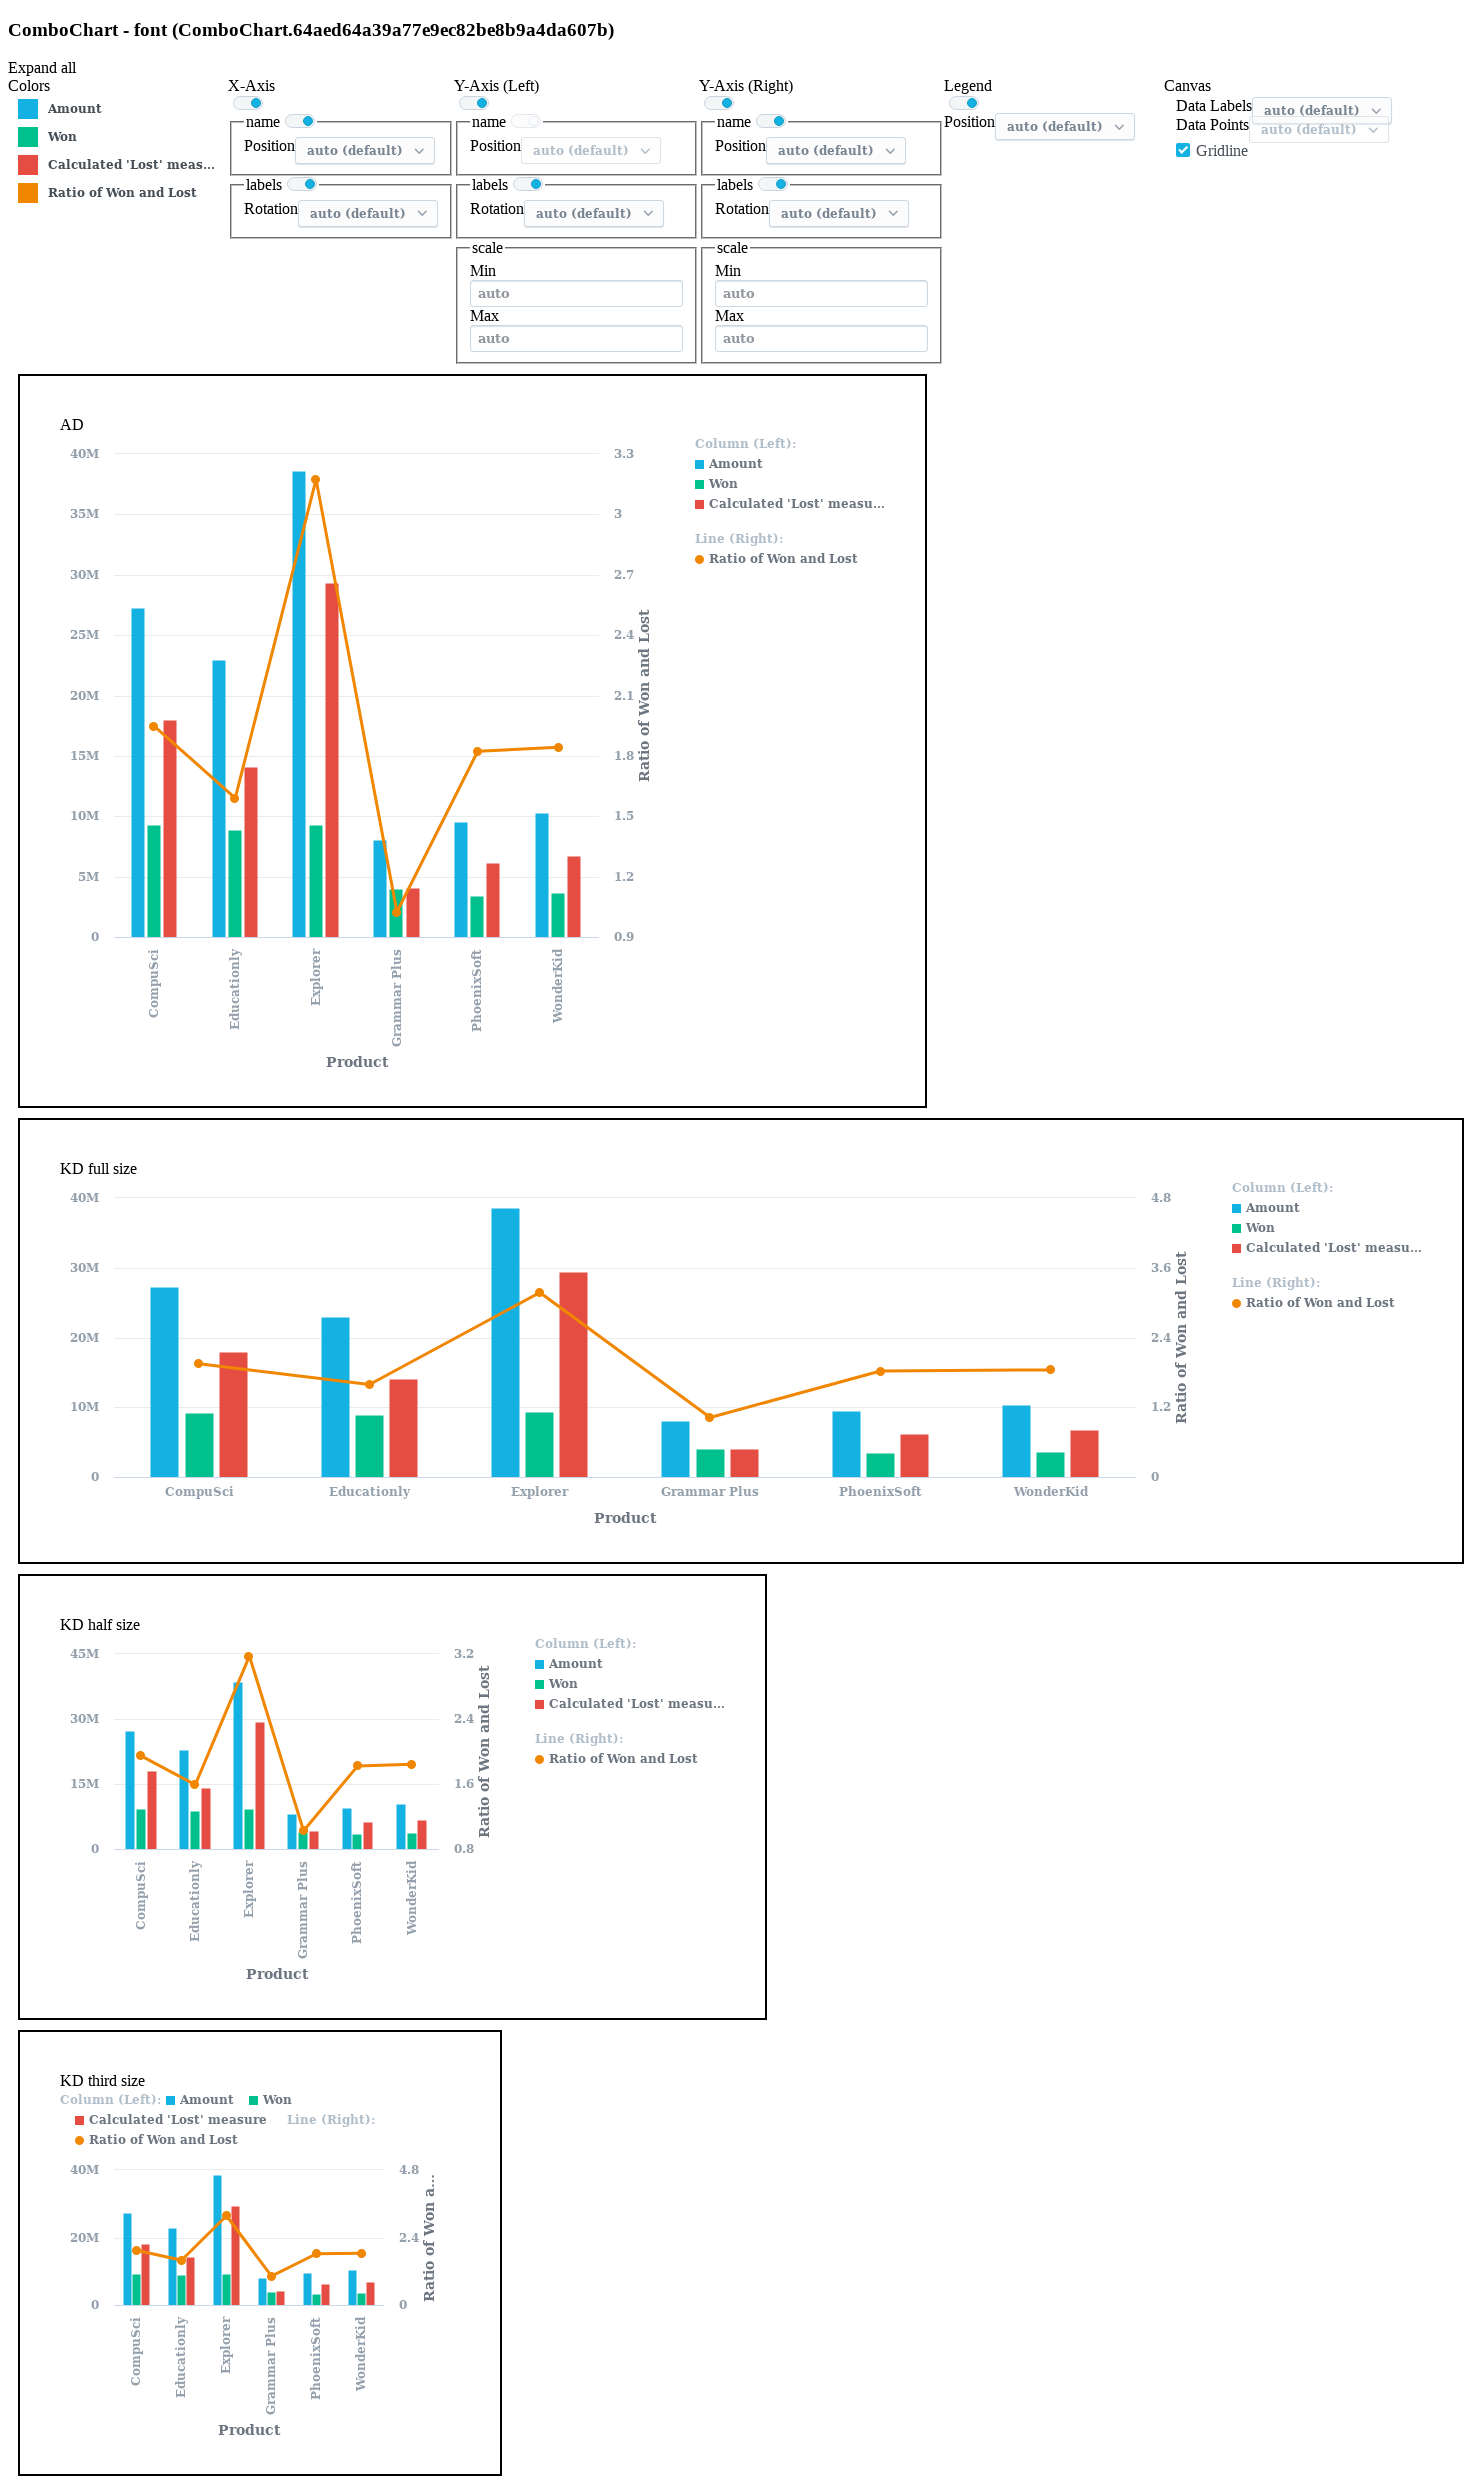 ComboChart - font (ComboChart.64aed64a39a77e9ec82be8b9a4da607b)
Expand all
Colors
Amount
Won
Calculated 'Lost' meas...
Ratio of Won and Lost
X-Axis
name
Position auto (default)
labels
Rotation auto (default)
Y-Axis (Left)
name
Position auto (default)
labels
Rotation auto (default)
scale
Min
auto
Max
auto
Y-Axis (Right)
name
Position auto (default)
labels
Rotation auto (default)
scale
Min
auto
Max
auto
Legend
Position auto (default)
Canvas
Data Labels auto (default)
Data Points auto (default)
Gridline
AD
40M
35M
30M
25M
20M
15M
10M
5M
0
3.3
3
2.7
2.4
2.1
1.8
1.5
1.2
0.9
Ratio of Won and Lost
CompuSci
Educationly
Explorer
Grammar Plus
PhoenixSoft
WonderKid
Product
Column (Left):
Amount
Won
Calculated 'Lost' measu...
Line (Right):
Ratio of Won and Lost
KD full size
40M
30M
20M
10M
0
4.8
3.6
2.4
1.2
0
Ratio of Won and Lost
CompuSci Educationly Explorer Grammar Plus PhoenixSoft WonderKid
Product
Column (Left):
Amount
Won
Calculated 'Lost' measu...
Line (Right):
Ratio of Won and Lost
KD half size
45M
30M
15M
0
3.2
2.4
1.6
0.8
Ratio of Won and Lost
CompuSci
Educationly
Explorer
Grammar Plus
PhoenixSoft
WonderKid
Product
Column (Left):
Amount
Won
Calculated 'Lost' measu...
Line (Right):
Ratio of Won and Lost
KD third size
Column (Left): Amount Won
Calculated 'Lost' measure Line (Right):
Ratio of Won and Lost
40M
20M
0
4.8
2.4
0
Ratio of Won a...
CompuSci
Educationly
Explorer
Grammar Plus
PhoenixSoft
WonderKid
Product